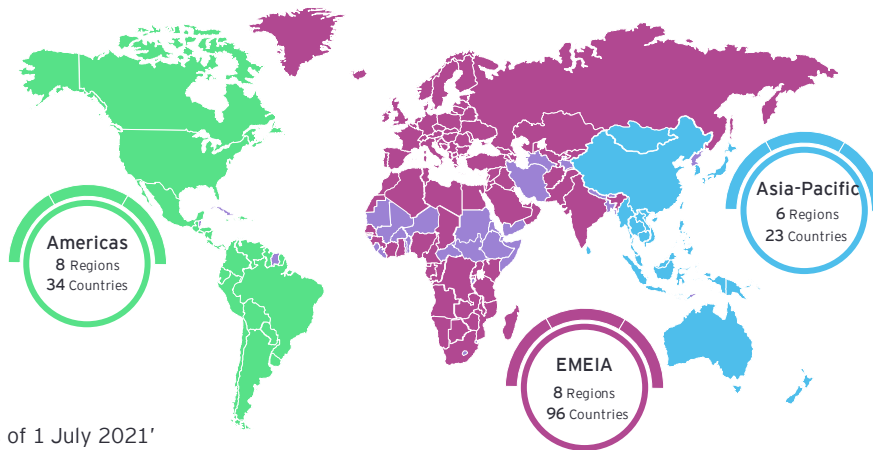 Asia-Pacific
6 Regions
23 Countries
Americas
8 Regions
34 Countries
EMEIA
8 Regions
96 Countries
of 1 July 2021’